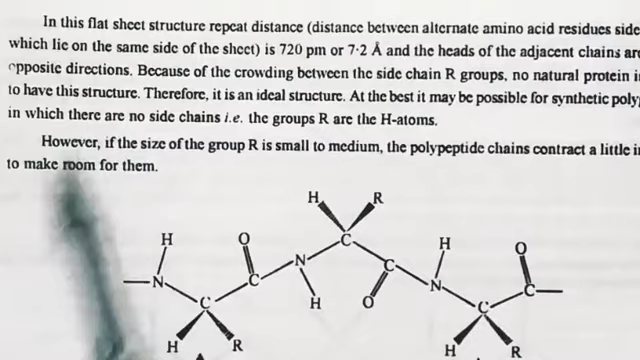 In this flat sheet structure repeat distance (distance between alternate amino acid residues side
which lie on the same side of the sheet) is 720 pm or 7·2 Å and the heads of the adjacent chains are
opposite directions. Because of the crowding between the side chain R groups, no natural protein i
to have this structure. Therefore, it is an ideal structure. At the best it may be possible for synthetic poly
in which there are no side chains i.e. the groups R are the H-atoms.
However, if the size of the group R is small to medium, the polypeptide chains contract a little i
to make room for them.
H R
H O C H O
N C N C N C
C H O C
H R H R